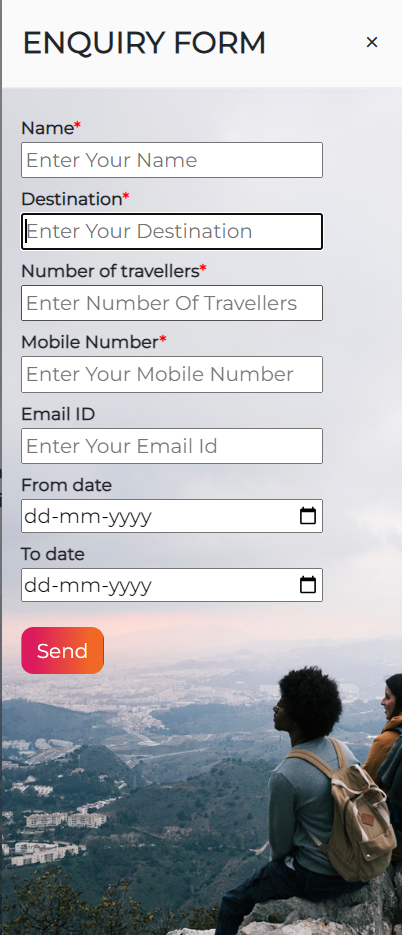 ENQUIRY FORM ×
Name*
Enter Your Name
Destination*
Enter Your Destination
Number of travellers*
Enter Number Of Travellers
Mobile Number*
Enter Your Mobile Number
Email ID
Enter Your Email Id
From date
dd-mm-yyyy
To date
dd-mm-yyyy
Send